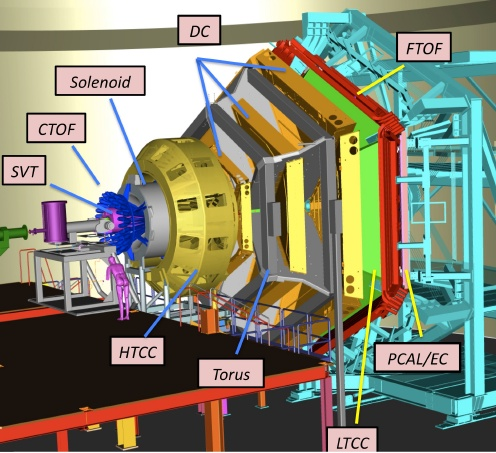 DC
FTOF
Solenoid
CTOF
SVT
HTCC
Torus
PCAL/EC
LTCC